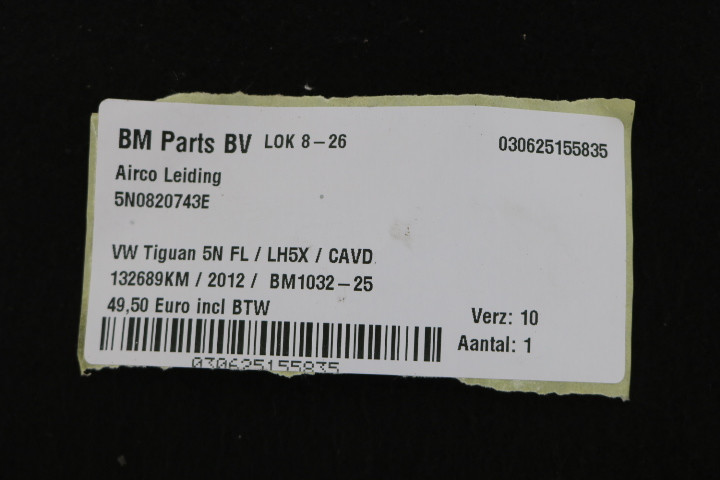 BM Parts BV LOK 8-26 030625155835
Airco Leiding
5N0820743E
VW Tiguan 5N FL / LH5X / CAVD
132689KM / 2012 / BM1032-25
49,50 Euro incl BTW
Verz: 10
Aantal: 1
030625155835